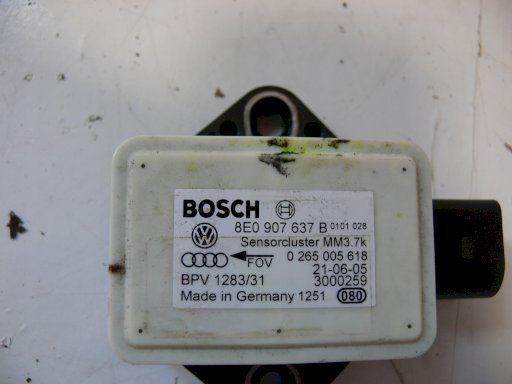 BOSCH
8E0 907 637 B 0101 028
Sensorcluster MM3.7k
FOV 0 265 005 618
21-06-05
BPV 1283/31 3000259
Made in Germany 1251 080